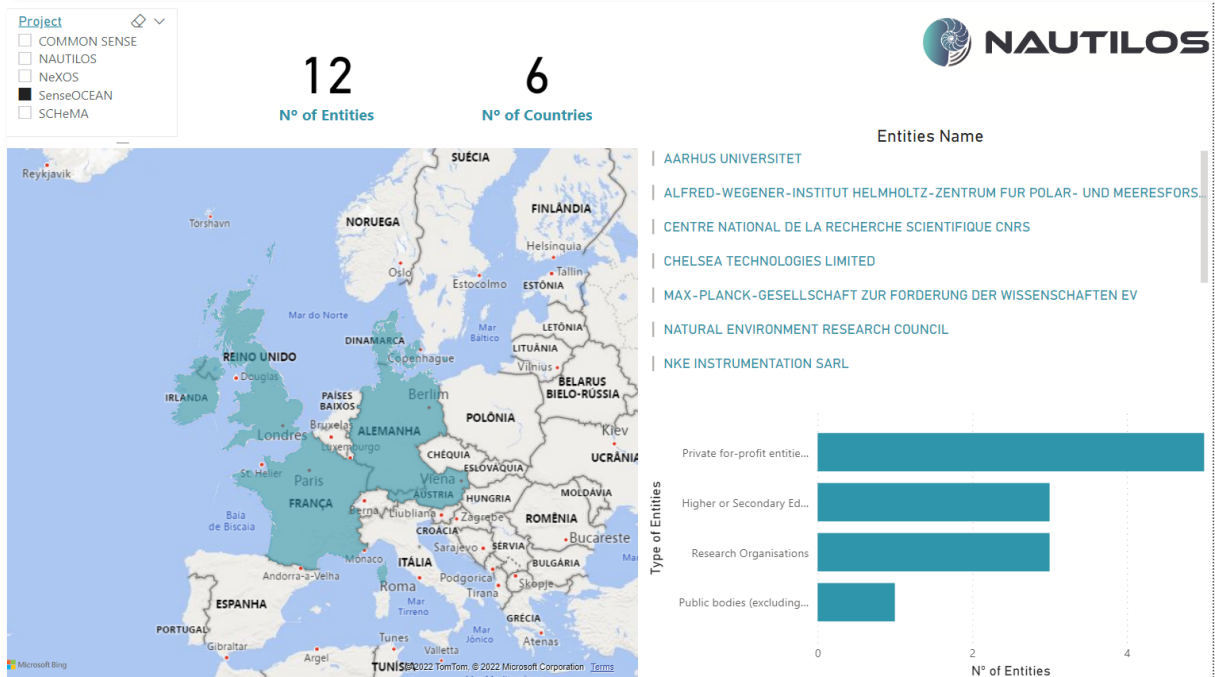 Project
COMMON SENSE
NAUTILOS
NeXOS
SenseOCEAN
SCHeMA
12
Nº of Entities
6
Nº of Countries
NAUTILOS
Reykjavik
SUÉCIA
Tórshavn
NORUEGA
FINLÂNDIA
Helsínquia
Oslo
Tallin
Estocolmo
ESTÔNIA
Mar do Norte
Mar
Báltico
LETÔNIA
DINAMARCA
LITUÂNIA
REINO UNIDO
Copenhague
Vilnius
Douglas
BELARUS
BIELO-RÚSSIA
IRLANDA
PAÍSES
BAIXOS
Berlim
POLÔNIA
Bruxelas
Londres
ALEMANHA
Kiev
Luxemburgo
CHÉQUIA
UCRÂNIA
St. Helier
Paris
ESLOVÁQUIA
Viena
FRANÇA
ÁUSTRIA
HUNGRIA
MOLDÁVIA
Berna
Liubliana
Baía
de Biscaia
Zagrebe
ROMÊNIA
CROÁCIA
Bucareste
Mónaco
Sarajevo
SÉRVIA
ITÁLIA
BULGÁRIA
Mar
Andorra-a-Velha
Roma
Podgorica
Skopje
Tirana
ESPANHA
Mar
Tirreno
GRÉCIA
PORTUGAL
Mar
Jónico
Atenas
Gibraltar
Tunes
Valletta
Argel
TUNÍS
Microsoft Bing
©2022 TomTom, © 2022 Microsoft Corporation Terms
Entities Name
AARHUS UNIVERSITET
ALFRED-WEGENER-INSTITUT HELMHOLTZ-ZENTRUM FUR POLAR- UND MEERESFORS...
CENTRE NATIONAL DE LA RECHERCHE SCIENTIFIQUE CNRS
CHELSEA TECHNOLOGIES LIMITED
MAX-PLANCK-GESELLSCHAFT ZUR FORDERUNG DER WISSENSCHAFTEN EV
NATURAL ENVIRONMENT RESEARCH COUNCIL
NKE INSTRUMENTATION SARL
Type of Entities
Private for-profit entitie...
Higher or Secondary Ed...
Research Organisations
Public bodies (excluding...
0 2 4
Nº of Entities